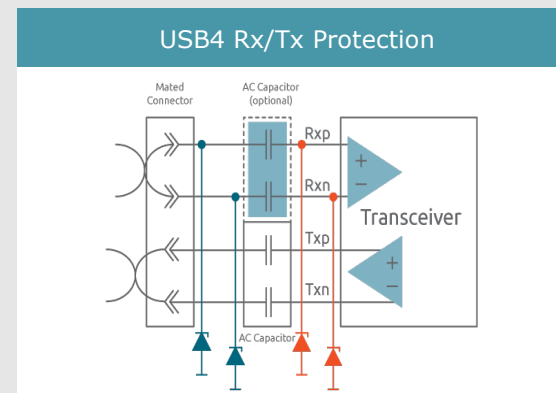 USB4 Rx/Tx Protection
Mated
Connector
AC Capacitor
(optional)
Rxp
Rxn
Transceiver
Txp
Txn
AC Capacitor